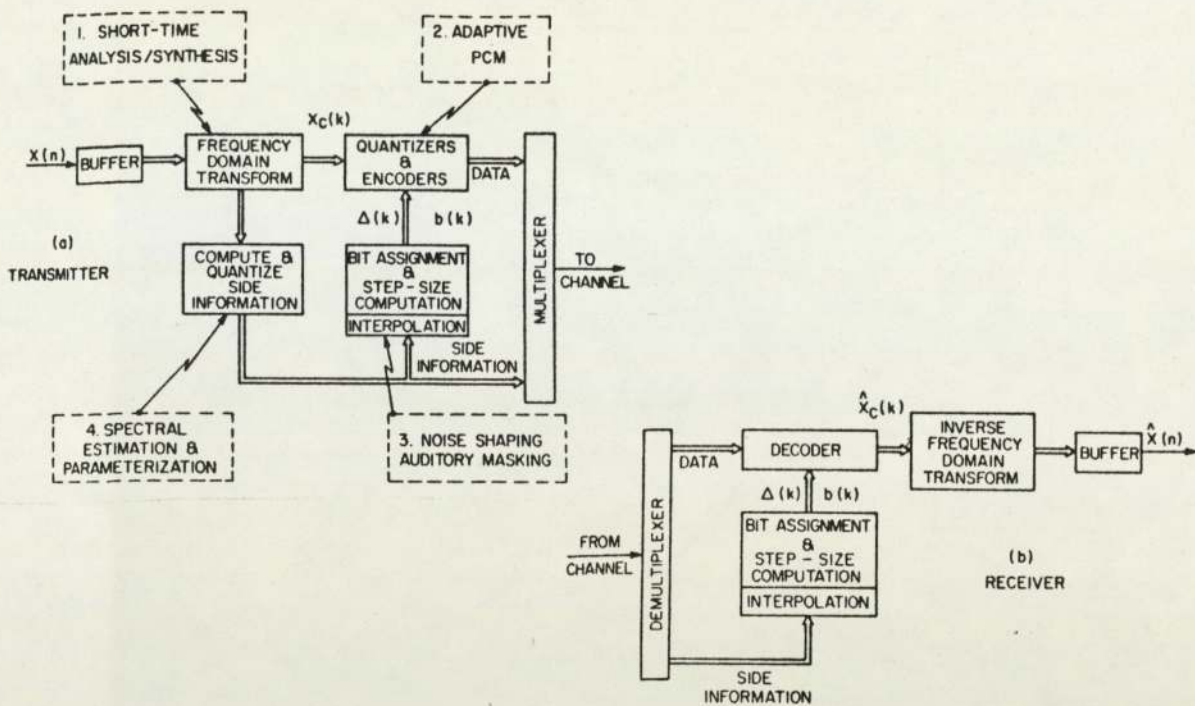 1. SHORT-TIME
ANALYSIS/SYNTHESIS
2. ADAPTIVE
PCM
X(n)
BUFFER
FREQUENCY
DOMAIN
TRANSFORM
X_C(k)
QUANTIZERS
&
ENCODERS
DATA
MULTIPLEXER
TO
CHANNEL
(a)
TRANSMITTER
COMPUTE &
QUANTIZE
SIDE
INFORMATION
Δ(k) b(k)
BIT ASSIGNMENT
&
STEP-SIZE
COMPUTATION
INTERPOLATION
SIDE
INFORMATION
4. SPECTRAL
ESTIMATION &
PARAMETERIZATION
3. NOISE SHAPING
AUDITORY MASKING
FROM
CHANNEL
DEMULTIPLEXER
DATA
DECODER
X̂_C(k)
INVERSE
FREQUENCY
DOMAIN
TRANSFORM
BUFFER
X̂(n)
Δ(k) b(k)
BIT ASSIGNMENT
&
STEP-SIZE
COMPUTATION
INTERPOLATION
(b)
RECEIVER
SIDE
INFORMATION